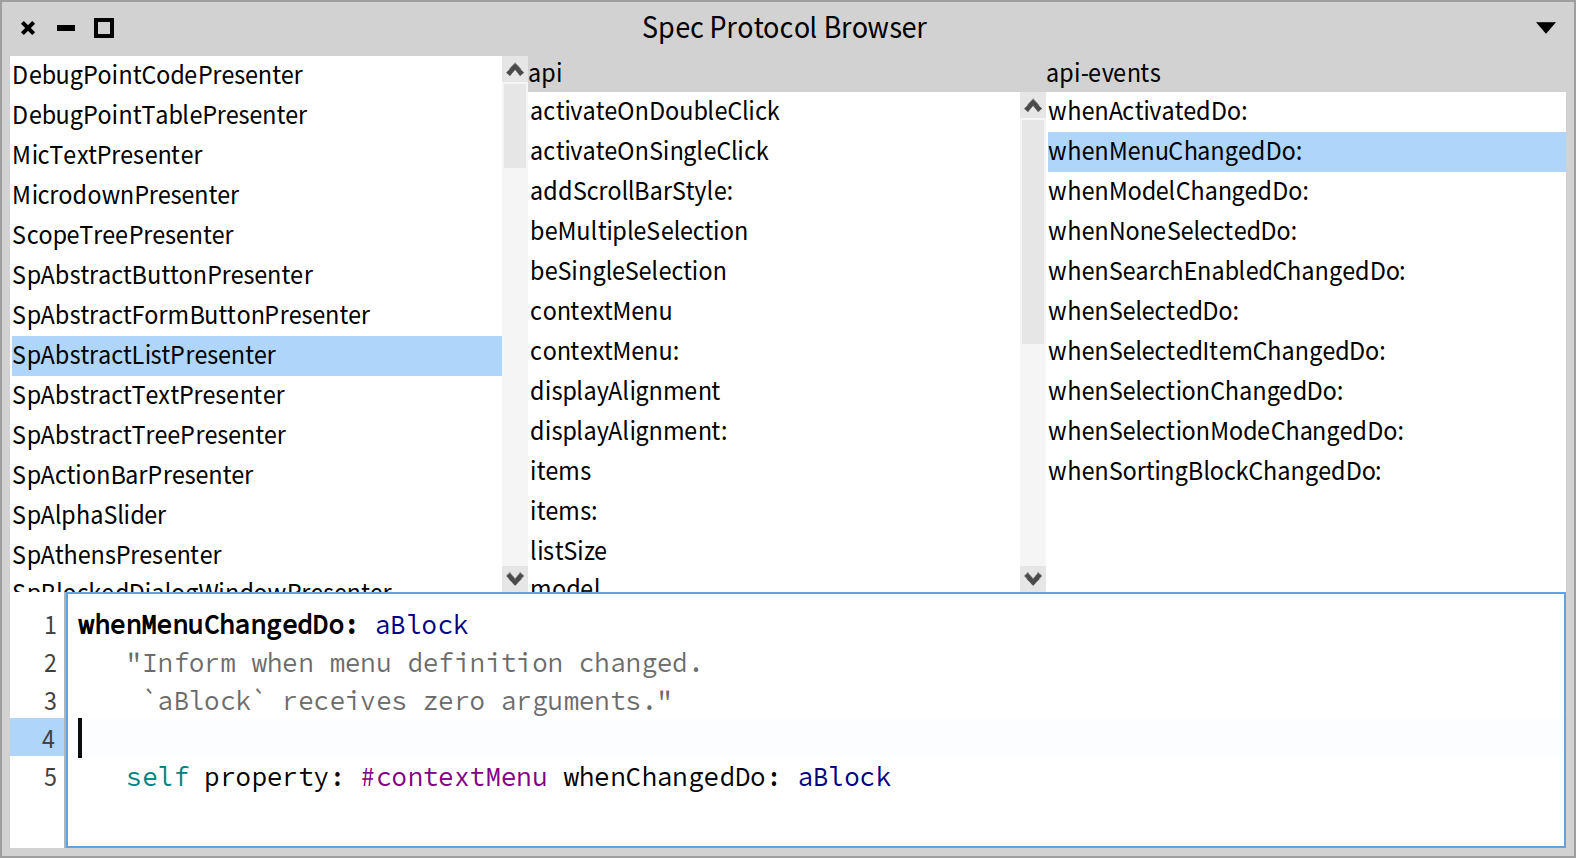 Spec Protocol Browser
DebugPointCodePresenter
DebugPointTablePresenter
MicTextPresenter
MicrodownPresenter
ScopeTreePresenter
SpAbstractButtonPresenter
SpAbstractFormButtonPresenter
SpAbstractListPresenter
SpAbstractTextPresenter
SpAbstractTreePresenter
SpActionBarPresenter
SpAlphaSlider
SpAthensPresenter
SpBlockedDialogWindowPresenter
api
activateOnDoubleClick
activateOnSingleClick
addScrollBarStyle:
beMultipleSelection
beSingleSelection
contextMenu
contextMenu:
displayAlignment
displayAlignment:
items
items:
listSize
model
api-events
whenActivatedDo:
whenMenuChangedDo:
whenModelChangedDo:
whenNoneSelectedDo:
whenSearchEnabledChangedDo:
whenSelectedDo:
whenSelectedItemChangedDo:
whenSelectionChangedDo:
whenSelectionModeChangedDo:
whenSortingBlockChangedDo:
1 whenMenuChangedDo: aBlock
2 "Inform when menu definition changed.
3 `aBlock` receives zero arguments."
4
5 self property: #contextMenu whenChangedDo: aBlock